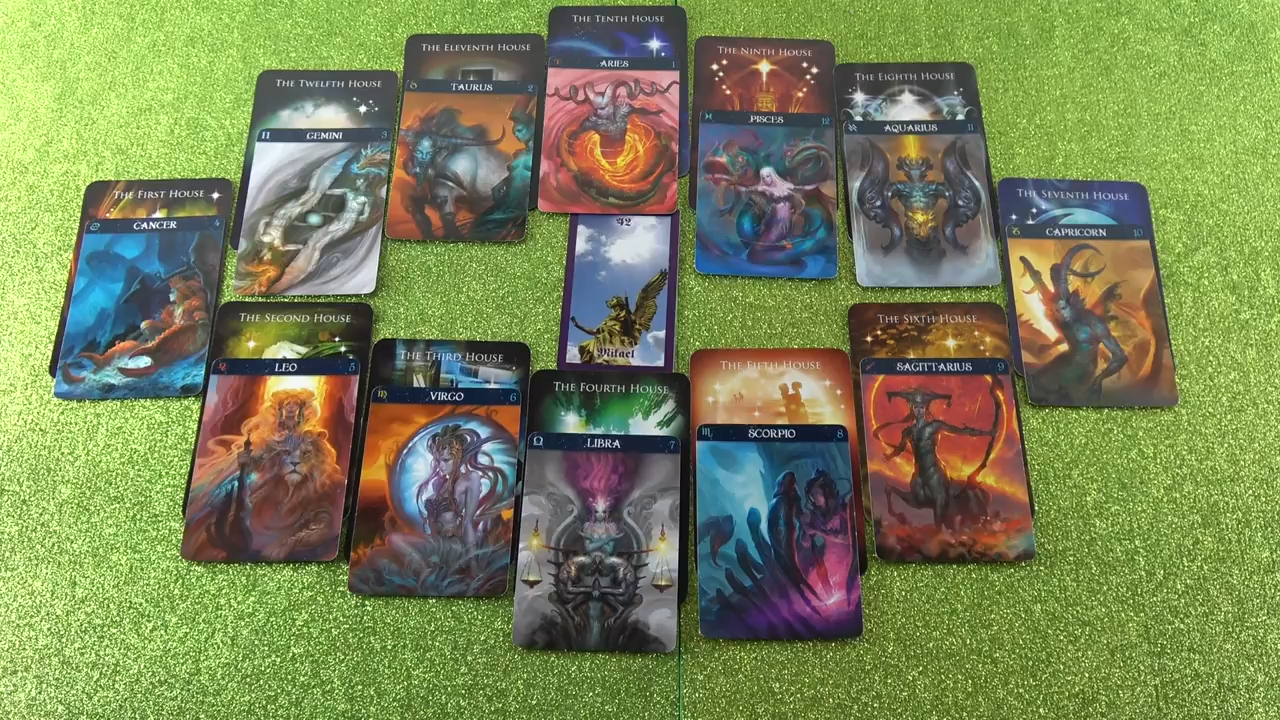 THE TENTH HOUSE
ARIES 1
THE ELEVENTH HOUSE
TAURUS 2
THE NINTH HOUSE
PISCES 12
THE TWELFTH HOUSE
GEMINI 3
THE EIGHTH HOUSE
AQUARIUS 11
THE FIRST HOUSE
CANCER 4
THE SEVENTH HOUSE
CAPRICORN 10
42
Mikael
THE SECOND HOUSE
LEO 5
THE THIRD HOUSE
VIRGO 6
THE FOURTH HOUSE
LIBRA 7
THE FIFTH HOUSE
SCORPIO 8
THE SIXTH HOUSE
SAGITTARIUS 9